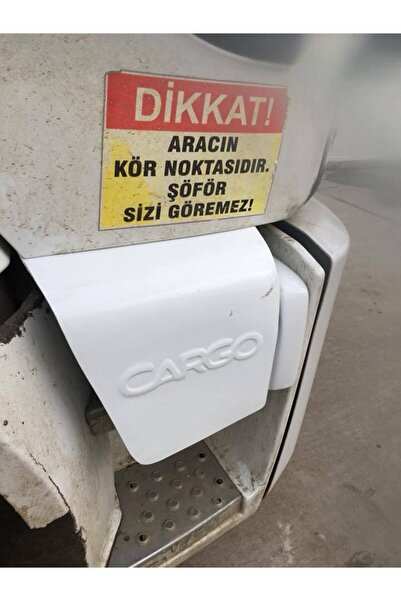 DİKKAT!
ARACIN
KÖR NOKTASIDIR.
ŞÖFÖR
SİZİ GÖREMEZ!
CARGO